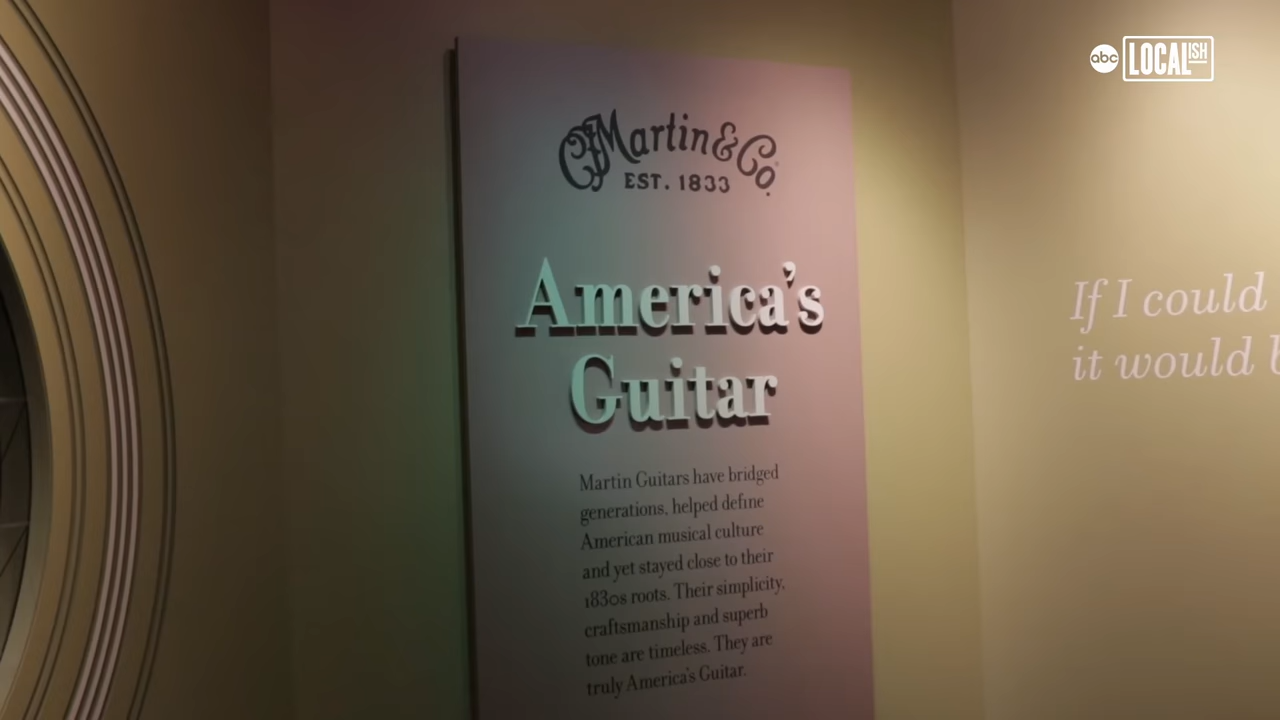 abc LOCALISH
CF Martin & Co.
EST. 1833
America's
Guitar
Martin Guitars have bridged
generations, helped define
American musical culture
and yet stayed close to their
1830s roots. Their simplicity,
craftsmanship and superb
tone are timeless. They are
truly America's Guitar.
If I could
it would